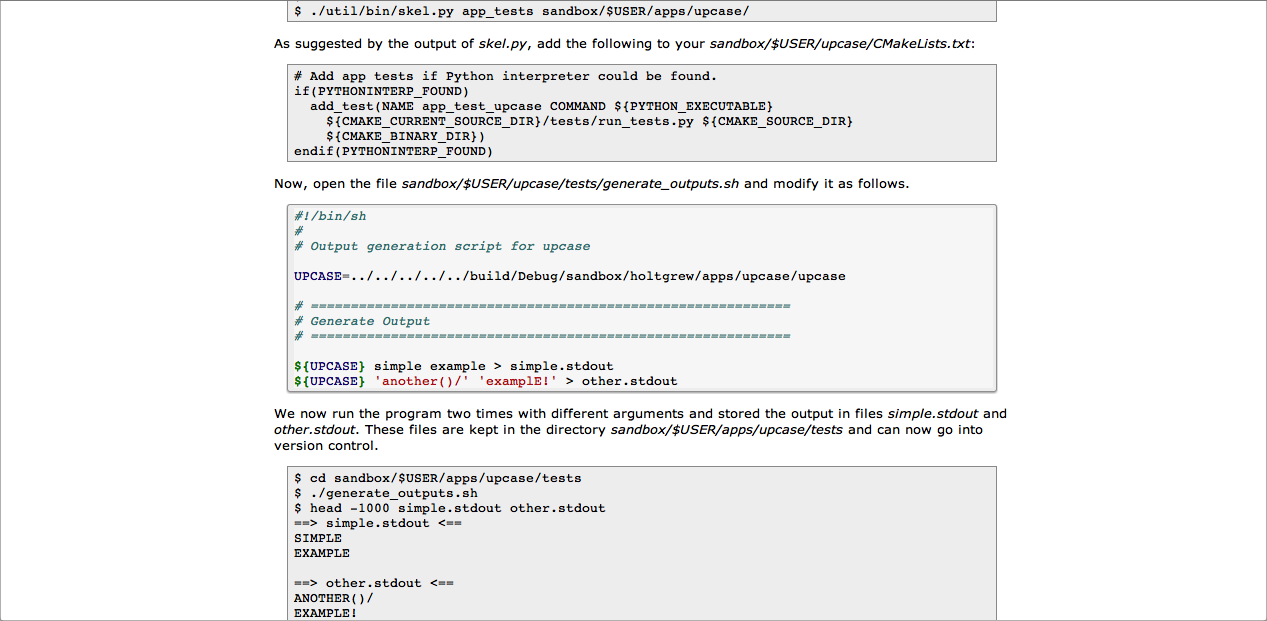 $ ./util/bin/skel.py app_tests sandbox/$USER/apps/upcase/
As suggested by the output of skel.py, add the following to your sandbox/$USER/upcase/CMakeLists.txt:
# Add app tests if Python interpreter could be found.
if(PYTHONINTERP_FOUND)
  add_test(NAME app_test_upcase COMMAND ${PYTHON_EXECUTABLE}
    ${CMAKE_CURRENT_SOURCE_DIR}/tests/run_tests.py ${CMAKE_SOURCE_DIR}
    ${CMAKE_BINARY_DIR})
endif(PYTHONINTERP_FOUND)
Now, open the file sandbox/$USER/upcase/tests/generate_outputs.sh and modify it as follows.
#!/bin/sh
#
# Output generation script for upcase
UPCASE=../../../../../build/Debug/sandbox/holtgrew/apps/upcase/upcase
# ============================================================
# Generate Output
# ============================================================
${UPCASE} simple example > simple.stdout
${UPCASE} 'another()/' 'examplE!' > other.stdout
We now run the program two times with different arguments and stored the output in files simple.stdout and
other.stdout. These files are kept in the directory sandbox/$USER/apps/upcase/tests and can now go into
version control.
$ cd sandbox/$USER/apps/upcase/tests
$ ./generate_outputs.sh
$ head -1000 simple.stdout other.stdout
==> simple.stdout <==
SIMPLE
EXAMPLE
==> other.stdout <==
ANOTHER()/
EXAMPLE!